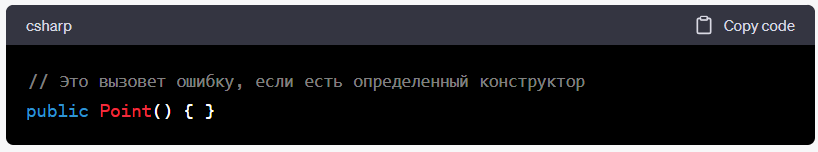 csharp
Copy code
// Это вызовет ошибку, если есть определенный конструктор
public Point() { }